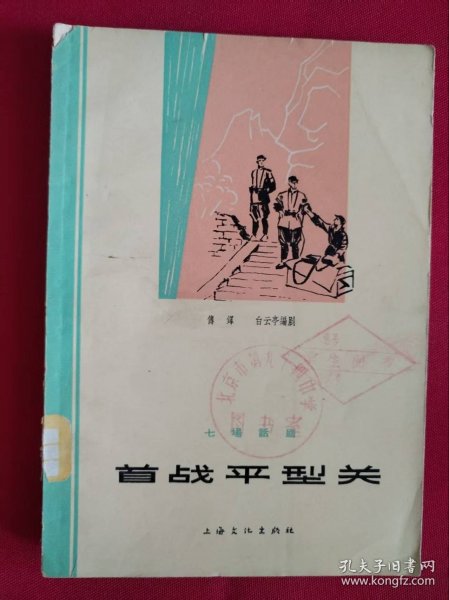 傅铎 白云亭编剧
七场话剧
首战平型关
上海文化出版社
孔夫子旧书网
www.kongfz.com